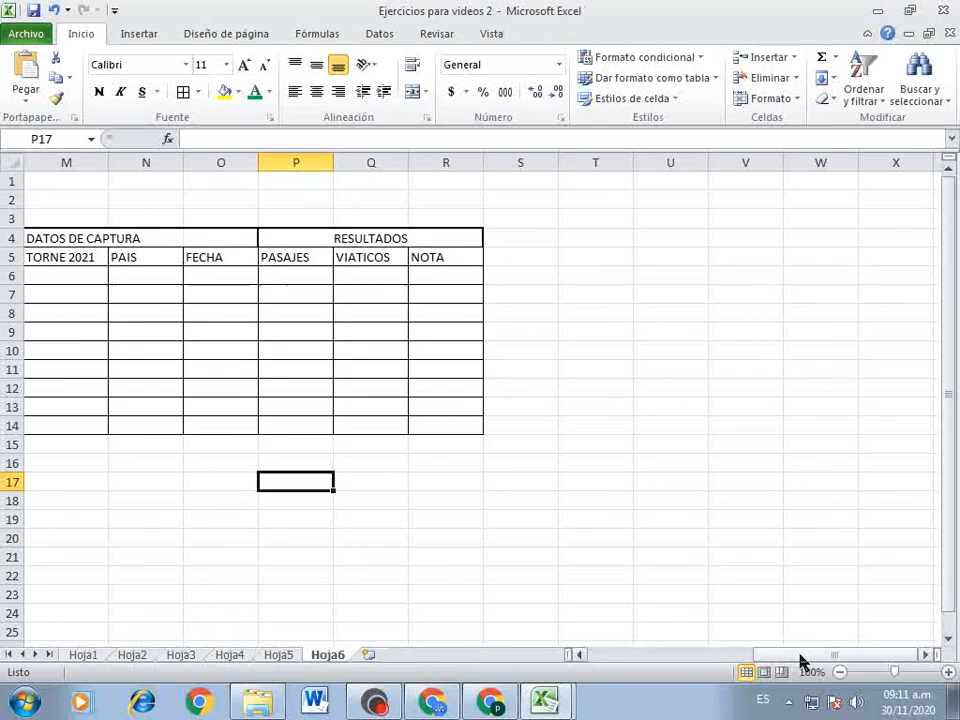 Ejercicios para videos 2 - Microsoft Excel
Archivo Inicio Insertar Diseño de página Fórmulas Datos Revisar Vista
Pegar
Calibri 11
N K S
A A
General
$ % 000
Formato condicional
Dar formato como tabla
Estilos de celda
Insertar
Eliminar
Formato
Σ
Ordenar y filtrar
Buscar y seleccionar
Portapape... Fuente Alineación Número Estilos Celdas Modificar
P17 fx
M N O P Q R S T U V W X
1
2
3
4 DATOS DE CAPTURA RESULTADOS
5 TORNE 2021 PAIS FECHA PASAJES VIATICOS NOTA
6
7
8
9
10
11
12
13
14
15
16
17
18
19
20
21
22
23
24
25
Hoja1 Hoja2 Hoja3 Hoja4 Hoja5 Hoja6
Listo 100%
ES 09:11 a.m.
30/11/2020